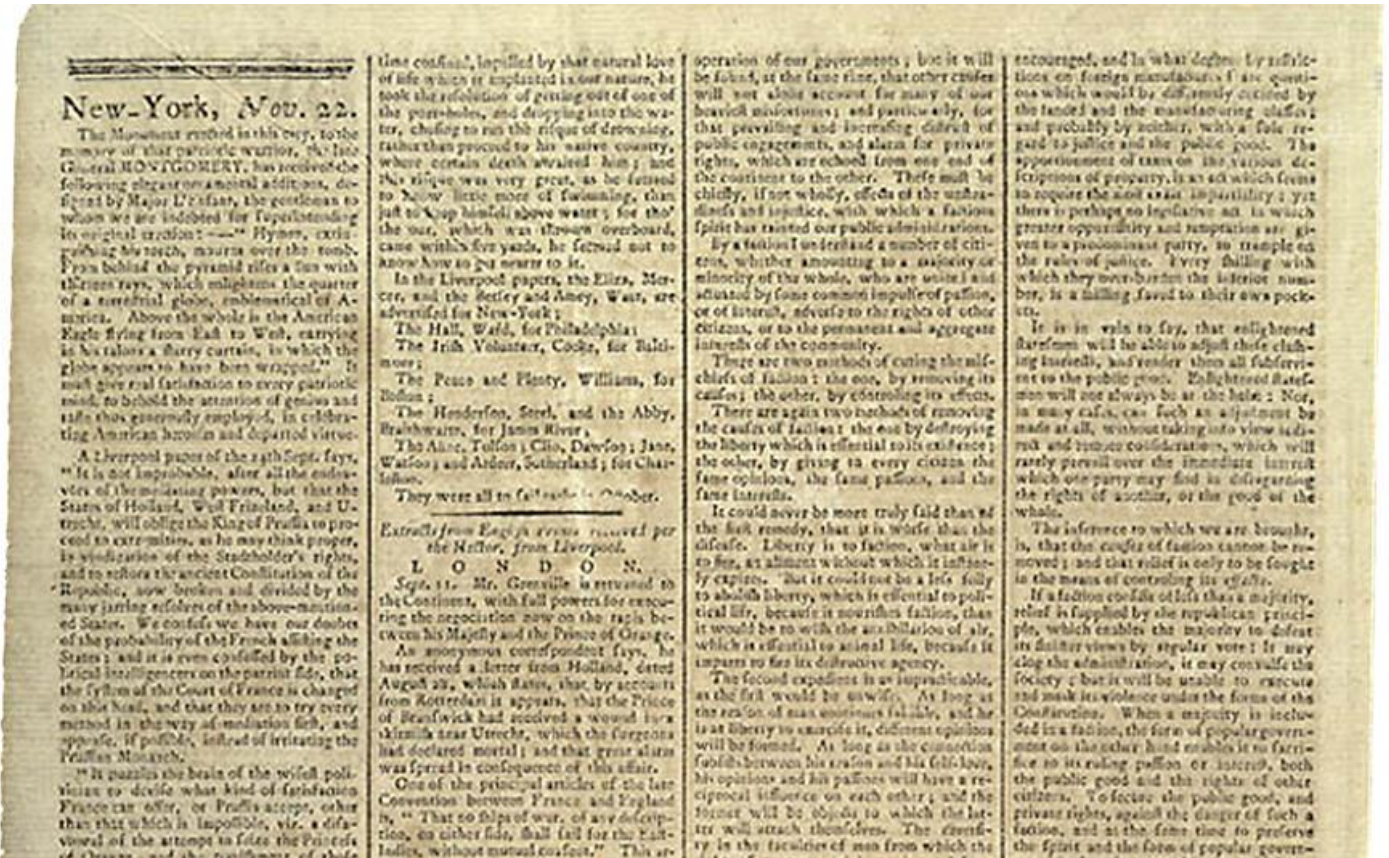 New-York, Nov. 22.
The Monument erected in this city, to the
memory of that patriotic warrior, the late
General MONTGOMERY, has received the
following elegant ornamental additions, de-
ſigned by Major L'Enfant, the gentleman to
whom we are indebted for ſuperintending
its original erection:—" Hymen, extin-
guiſhing his torch, mourns over the tomb.
From behind the pyramid riſes a Sun with
thirteen rays, which enlightens the quarter
of a terreſtrial globe, emblematical of A-
merica. Above the whole is the American
Eagle flying from Eaſt to Weſt, carrying
in his talons a ſtarry curtain, in which the
globe appears to have been wrapped." It
muſt give real ſatisfaction to every patriotic
mind, to behold the attention of genius and
taſte thus generouſly employed, in celebra-
ting American heroiſm and departed virtue.
A Liverpool paper of the 14th Sept. ſays,
" It is not improbable, after all the endea-
vors of the mediating powers, but that the
States of Holland, Weſt Frizeland, and U-
trecht, will oblige the King of Pruſſia to pro-
ceed to extremities, as he may think proper,
in vindication of the Stadtholder's rights,
and to reſtore the ancient Conſtitution of the
Republic, now broken and divided by the
many jarring reſolves of the above-mention-
ed States. We confeſs we have our doubts
of the probability of the French aſſiſting the
States; and it is even confeſſed by the po-
litical intelligencers on the patriot ſide, that
the ſyſtem of the Court of France is changed
on this head, and that they are to try every
method in the way of mediation firſt, and
appeaſe, if poſſible, inſtead of irritating the
Pruſſian Monarch.
" It puzzles the brain of the wiſeſt poli-
tician to deviſe what kind of ſatisfaction
France can offer, or Pruſſia accept, other
than that which is impoſſible, viz. a diſa-
vowal of the attempt to ſeize the Princeſs
of Orange, and the puniſhment of thoſe
time confined, impelled by that natural love
of life which is implanted in our nature, he
took the reſolution of getting out of one of
the port-holes, and dropping into the wa-
ter, chuſing to run the riſque of drowning,
rather than proceed to his native country,
where certain death awaited him; and
this riſque was very great, as he ſeemed
to know little more of ſwimming, than
juſt to keep himſelf above water; for tho'
the oar, which was thrown overboard,
came within five yards, he ſeemed not to
know how to get nearer to it.
In the Liverpool papers, the Eliza, Mer-
cer, and the Betſey and Amey, Watt, are
advertiſed for New-York;
The Hall, Ward, for Philadelphia;
The Iriſh Volunteer, Cooke, for Balti-
more;
The Peace and Plenty, Williams, for
Boſton;
The Henderſon, Steel, and the Abby,
Braithwaite, for James River;
The Anne, Tolſon; Clio, Dawſon; Jane,
Watſon; and Ardeer, Sutherland; for Char-
leſton.
They were all to ſail early in October.
Extracts from Engliſh prints received per
the Neſtor, from Liverpool.
LONDON.
Sept. 11. Mr. Grenville is returned to
the Continent, with full powers for execu-
ting the negociation now on the tapis be-
tween his Majeſty and the Prince of Orange.
An anonymous correſpondent ſays, he
has received a letter from Holland, dated
Auguſt 28, which ſtates, that by accounts
from Rotterdam it appears, that the Prince
of Brunſwick had received a wound in a
ſkirmiſh near Utrecht, which the ſurgeons
had declared mortal; and that great alarm
was ſpread in conſequence of this affair.
One of the principal articles of the late
Convention between France and England
is, " That no ſhips of war, of any deſcrip-
tion, on either ſide, ſhall ſail for the Eaſt-
Indies, without mutual conſent." This ar-
operation of our governments; but it will
be found, at the ſame time, that other cauſes
will not alone account for many of our
heavieſt misfortunes; and particularly, for
that prevailing and increaſing diſtruſt of
public engagements, and alarm for private
rights, which are echoed from one end of
the continent to the other. Theſe muſt be
chiefly, if not wholly, effects of the unſtea-
dineſs and injuſtice, with which a factious
ſpirit has tainted our public adminiſtrations.
By a faction I underſtand a number of citi-
zens, whether amounting to a majority or
minority of the whole, who are united and
actuated by ſome common impulſe of paſſion,
or of intereſt, adverſe to the rights of other
citizens, or to the permanent and aggregate
intereſts of the community.
There are two methods of curing the miſ-
chiefs of faction: the one, by removing its
cauſes; the other, by controling its effects.
There are again two methods of removing
the cauſes of faction: the one by deſtroying
the liberty which is eſſential to its exiſtence;
the other, by giving to every citizen the
ſame opinions, the ſame paſſions, and the
ſame intereſts.
It could never be more truly ſaid than of
the firſt remedy, that it is worſe than the
diſeaſe. Liberty is to faction, what air is
to fire, an aliment without which it inſtant-
ly expires. But it could not be a leſs folly
to aboliſh liberty, which is eſſential to poli-
tical life, becauſe it nouriſhes faction, than
it would be to wiſh the annihilation of air,
which is eſſential to animal life, becauſe it
imparts to fire its deſtructive agency.
The ſecond expedient is as impracticable,
as the firſt would be unwiſe. As long as
the reaſon of man continues fallible, and he
is at liberty to exerciſe it, different opinions
will be formed. As long as the connection
ſubſiſts between his reaſon and his ſelf-love,
his opinions and his paſſions will have a re-
ciprocal influence on each other; and the
former will be objects to which the lat-
ter will attach themſelves. The diverſi-
ty in the faculties of men from which the
encouraged, and in what degree, by reſtric-
tions on foreign manufactures? are queſti-
ons which would be differently decided by
the landed and the manufacturing claſſes;
and probably by neither, with a ſole re-
gard to juſtice and the public good. The
apportionment of taxes on the various de-
ſcriptions of property, is an act which ſeems
to require the moſt exact impartiality; yet
there is perhaps no legiſlative act in which
greater opportunity and temptation are gi-
ven to a predominant party, to trample on
the rules of juſtice. Every ſhilling with
which they over-burden the inferior num-
ber, is a ſhilling ſaved to their own pock-
ets.
It is in vain to ſay, that enlightened
ſtateſmen will be able to adjuſt theſe claſh-
ing intereſts, and render them all ſubſervi-
ent to the public good. Enlightened ſtateſ-
men will not always be at the helm: Nor,
in many caſes, can ſuch an adjuſtment be
made at all, without taking into view indi-
rect and remote conſiderations, which will
rarely prevail over the immediate intereſt
which one party may find in diſregarding
the rights of another, or the good of the
whole.
The inference to which we are brought,
is, that the cauſes of faction cannot be re-
moved; and that relief is only to be ſought
in the means of controling its effects.
If a faction conſiſts of leſs than a majority,
relief is ſupplied by the republican princi-
ple, which enables the majority to defeat
its ſiniſter views by regular vote: It may
clog the adminiſtration, it may convulſe the
ſociety; but it will be unable to execute
and maſk its violence under the forms of the
Conſtitution. When a majority is inclu-
ded in a faction, the form of popular govern-
ment on the other hand enables it to ſacri-
fice to its ruling paſſion or intereſt, both
the public good and the rights of other
citizens. To ſecure the public good, and
private rights, againſt the danger of ſuch a
faction, and at the ſame time to preſerve
the ſpirit and the form of popular govern-